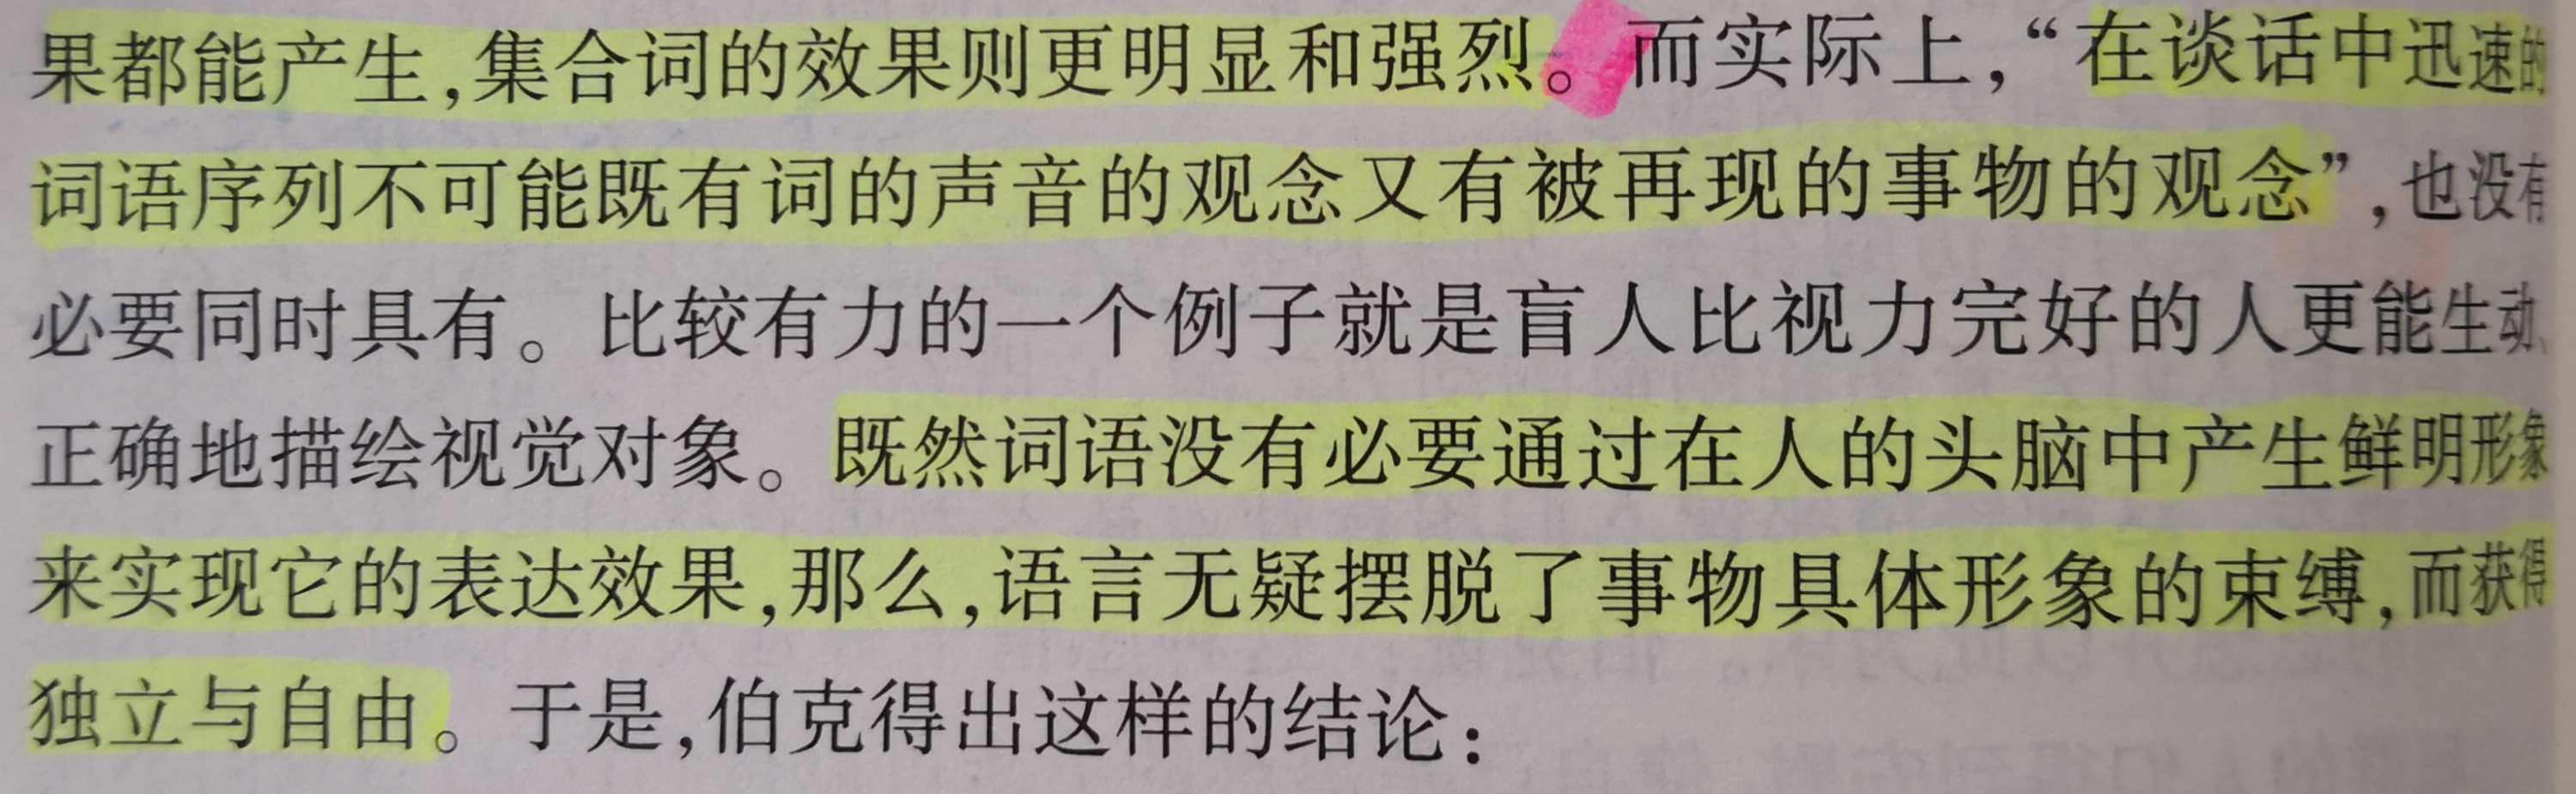 果都能产生,集合词的效果则更明显和强烈。而实际上,“在谈话中迅速的
词语序列不可能既有词的声音的观念又有被再现的事物的观念”,也没有
必要同时具有。比较有力的一个例子就是盲人比视力完好的人更能生动、
正确地描绘视觉对象。既然词语没有必要通过在人的头脑中产生鲜明形象
来实现它的表达效果,那么,语言无疑摆脱了事物具体形象的束缚,而获得
独立与自由。于是,伯克得出这样的结论：